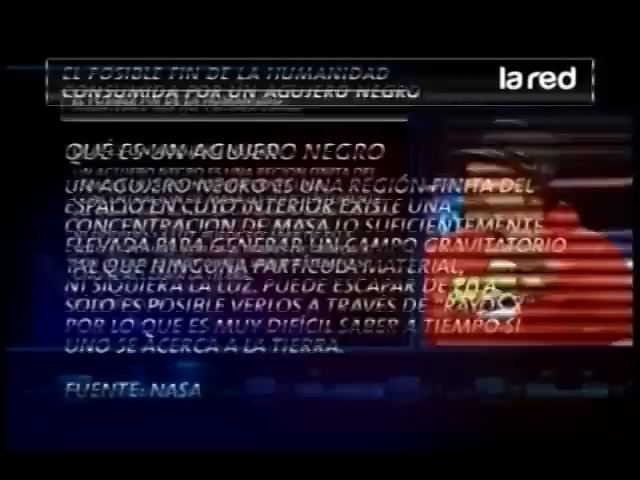 EL POSIBLE FIN DE LA HUMANIDAD
CONSUMIDA POR UN AGUJERO NEGRO
la red
QUÉ ES UN AGUJERO NEGRO
UN AGUJERO NEGRO ES UNA REGIÓN FINITA DEL
ESPACIO EN CUYO INTERIOR EXISTE UNA
CONCENTRACIÓN DE MASA LO SUFICIENTEMENTE
ELEVADA PARA GENERAR UN CAMPO GRAVITATORIO
TAL QUE NINGUNA PARTÍCULA MATERIAL,
NI SIQUIERA LA LUZ, PUEDE ESCAPAR DE
SOLO ES POSIBLE VERLOS A TRAVÉS DE "RAYOS X"
POR LO QUE ES MUY DIFÍCIL SABER A TIEMPO SI
UNO SE ACERCA A LA TIERRA.
FUENTE: NASA